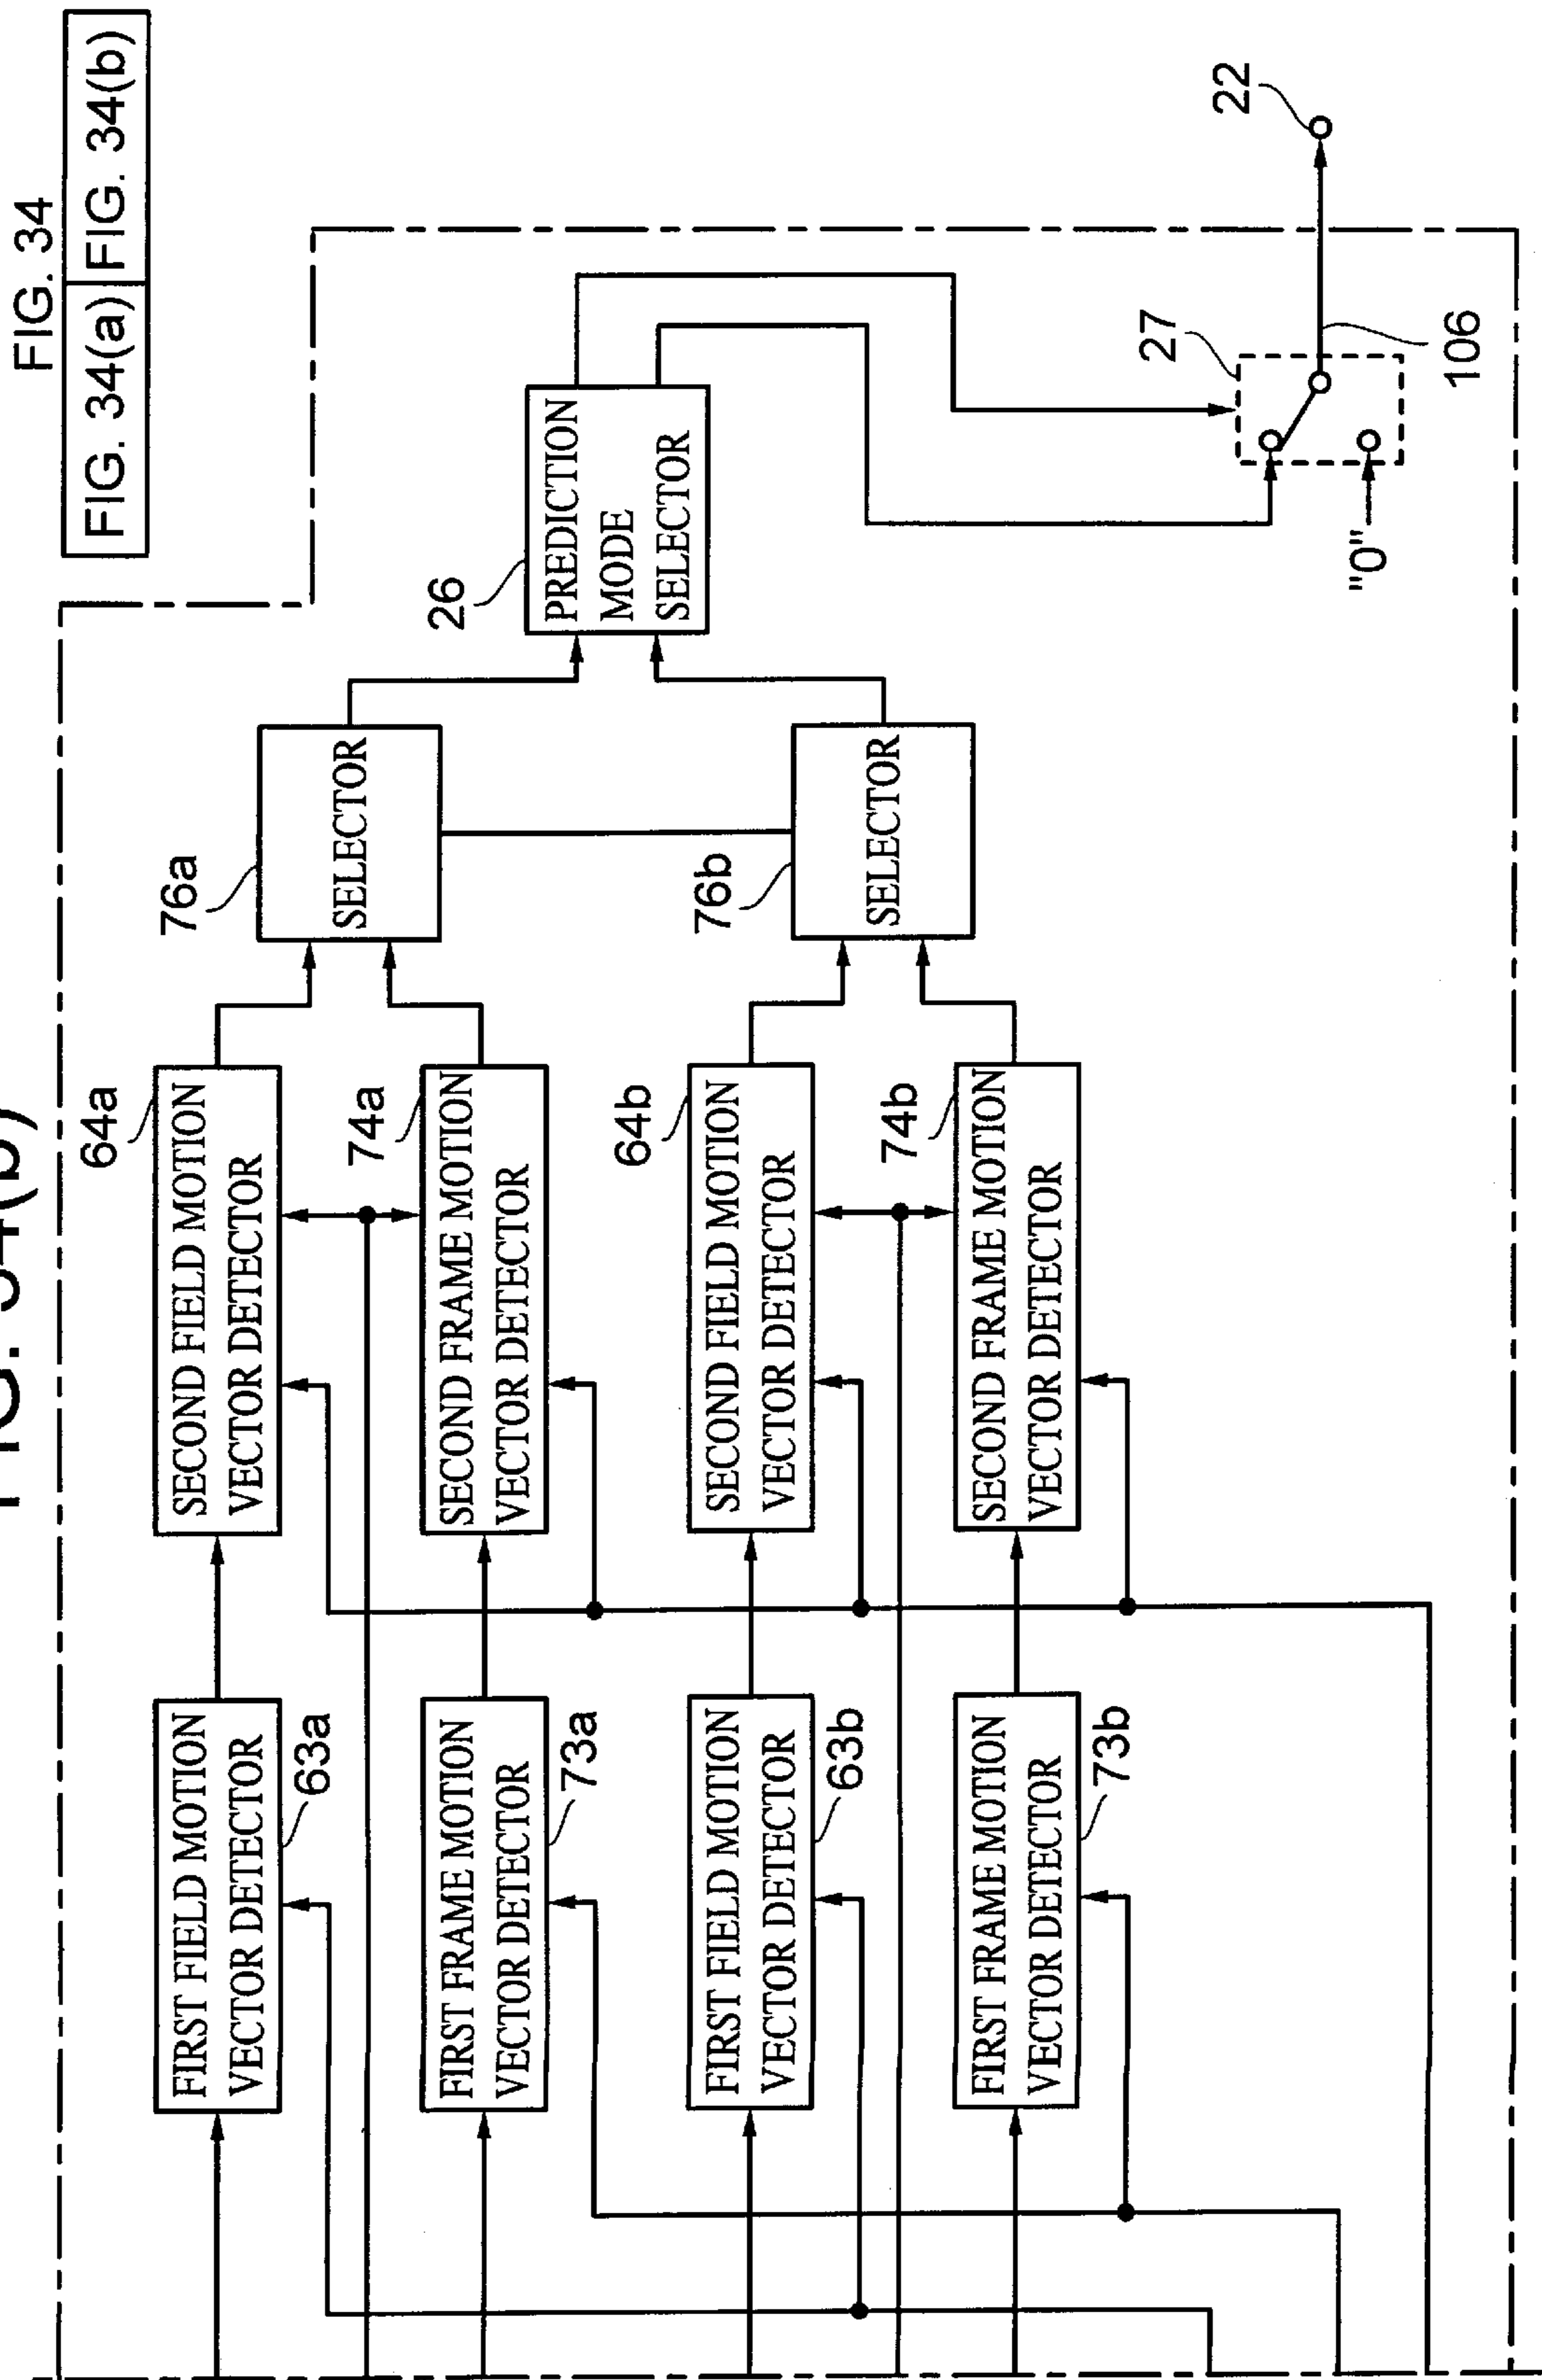 FIG. 34
FIG. 34(a) FIG. 34(b)
FIG. 34(b)
FIRST FIELD MOTION
VECTOR DETECTOR
63a
SECOND FIELD MOTION
VECTOR DETECTOR
64a
FIRST FRAME MOTION
VECTOR DETECTOR
73a
SECOND FRAME MOTION
VECTOR DETECTOR
74a
SELECTOR
76a
FIRST FIELD MOTION
VECTOR DETECTOR
63b
SECOND FIELD MOTION
VECTOR DETECTOR
64b
FIRST FRAME MOTION
VECTOR DETECTOR
73b
SECOND FRAME MOTION
VECTOR DETECTOR
74b
SELECTOR
76b
26
PREDICTION
MODE
SELECTOR
27
"0"
106
22